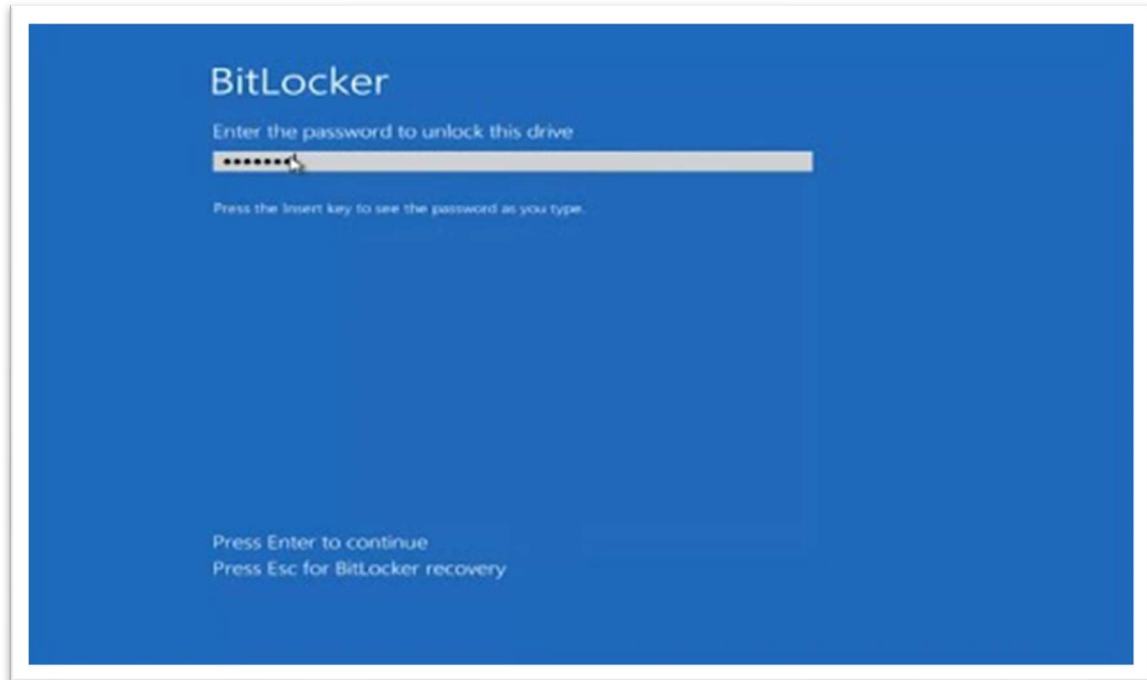 BitLocker
Enter the password to unlock this drive
•••••••
Press the Insert key to see the password as you type.
Press Enter to continue
Press Esc for BitLocker recovery